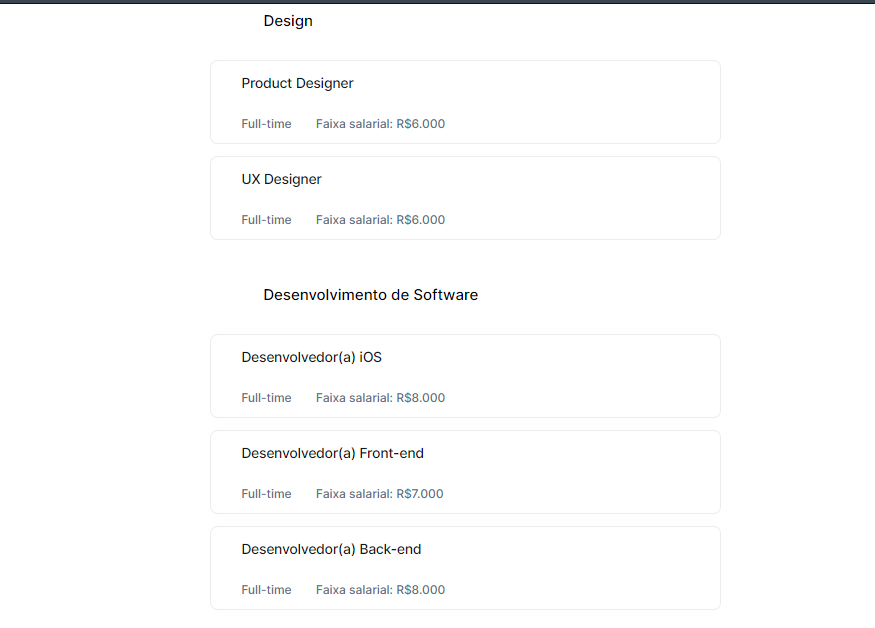 Design
Product Designer
Full-time Faixa salarial: R$6.000
UX Designer
Full-time Faixa salarial: R$6.000
Desenvolvimento de Software
Desenvolvedor(a) iOS
Full-time Faixa salarial: R$8.000
Desenvolvedor(a) Front-end
Full-time Faixa salarial: R$7.000
Desenvolvedor(a) Back-end
Full-time Faixa salarial: R$8.000